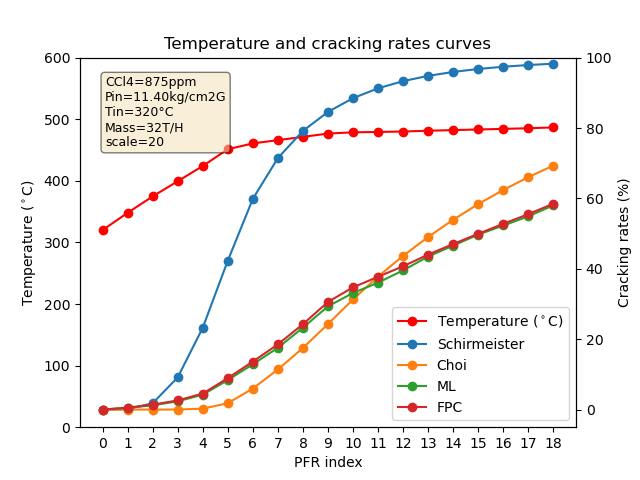 Temperature and cracking rates curves
CCl4=875ppm
Pin=11.40kg/cm2G
Tin=320°C
Mass=32T/H
scale=20
600
500
400
300
200
100
0
Temperature (°C)
100
80
60
40
20
0
Cracking rates (%)
Temperature (°C)
Schirmeister
Choi
ML
FPC
0 1 2 3 4 5 6 7 8 9 10 11 12 13 14 15 16 17 18
PFR index